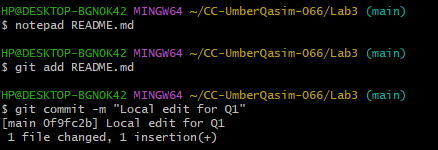 HP@DESKTOP-BGNOK42 MINGW64 ~/CC-UmberQasim-066/Lab3 (main)
$ notepad README.md
HP@DESKTOP-BGNOK42 MINGW64 ~/CC-UmberQasim-066/Lab3 (main)
$ git add README.md
HP@DESKTOP-BGNOK42 MINGW64 ~/CC-UmberQasim-066/Lab3 (main)
$ git commit -m "Local edit for Q1"
[main 0f9fc2b] Local edit for Q1
 1 file changed, 1 insertion(+)